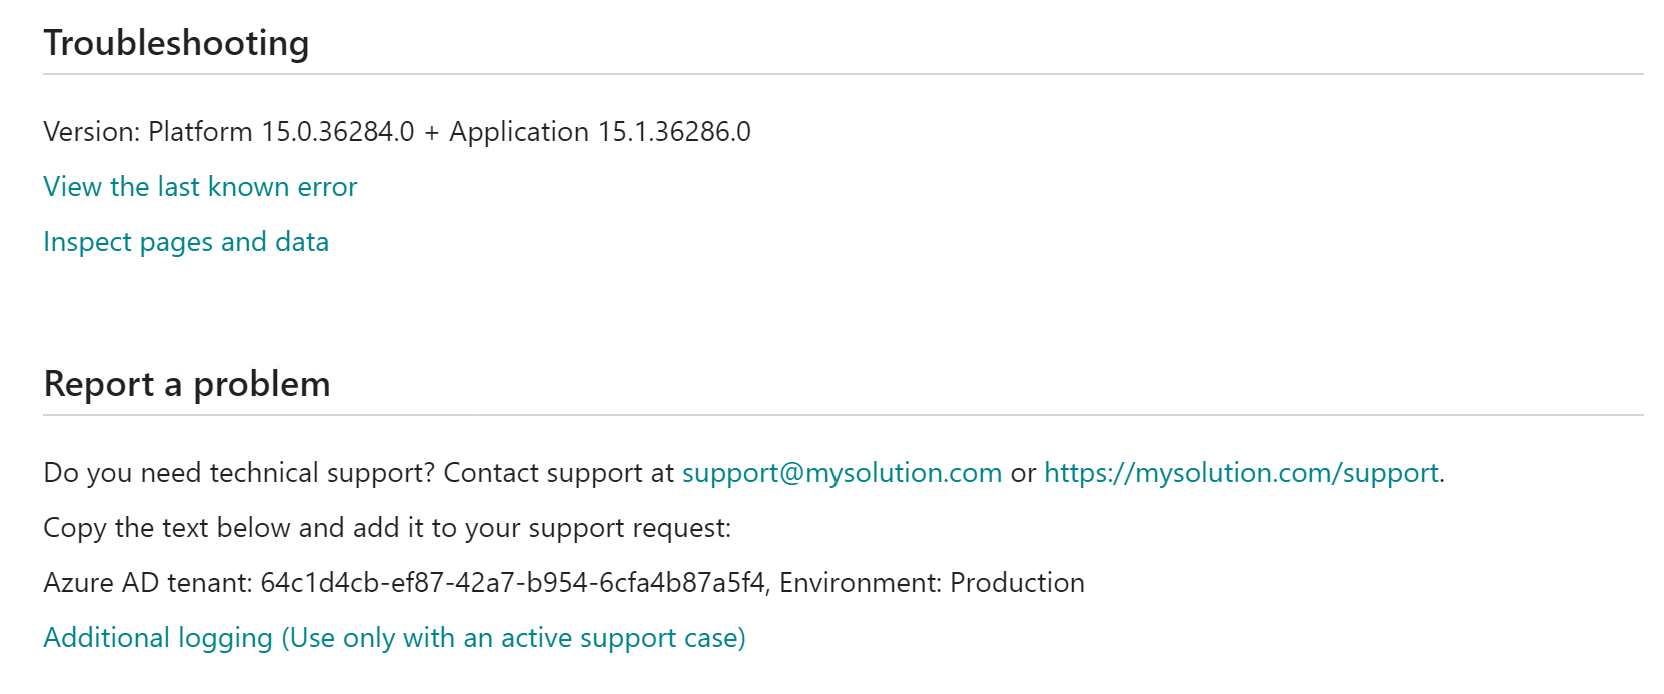 Troubleshooting
Version: Platform 15.0.36284.0 + Application 15.1.36286.0
View the last known error
Inspect pages and data
Report a problem
Do you need technical support? Contact support at support@mysolution.com or https://mysolution.com/support.
Copy the text below and add it to your support request:
Azure AD tenant: 64c1d4cb-ef87-42a7-b954-6cfa4b87a5f4, Environment: Production
Additional logging (Use only with an active support case)